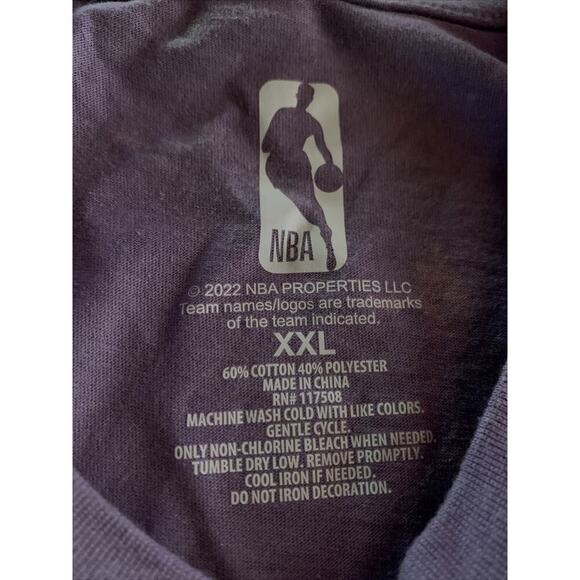 NBA
© 2022 NBA PROPERTIES LLC
Team names/logos are trademarks
of the team indicated.
XXL
60% COTTON 40% POLYESTER
MADE IN CHINA
RN# 117508
MACHINE WASH COLD WITH LIKE COLORS.
GENTLE CYCLE.
ONLY NON-CHLORINE BLEACH WHEN NEEDED.
TUMBLE DRY LOW. REMOVE PROMPTLY.
COOL IRON IF NEEDED.
DO NOT IRON DECORATION.